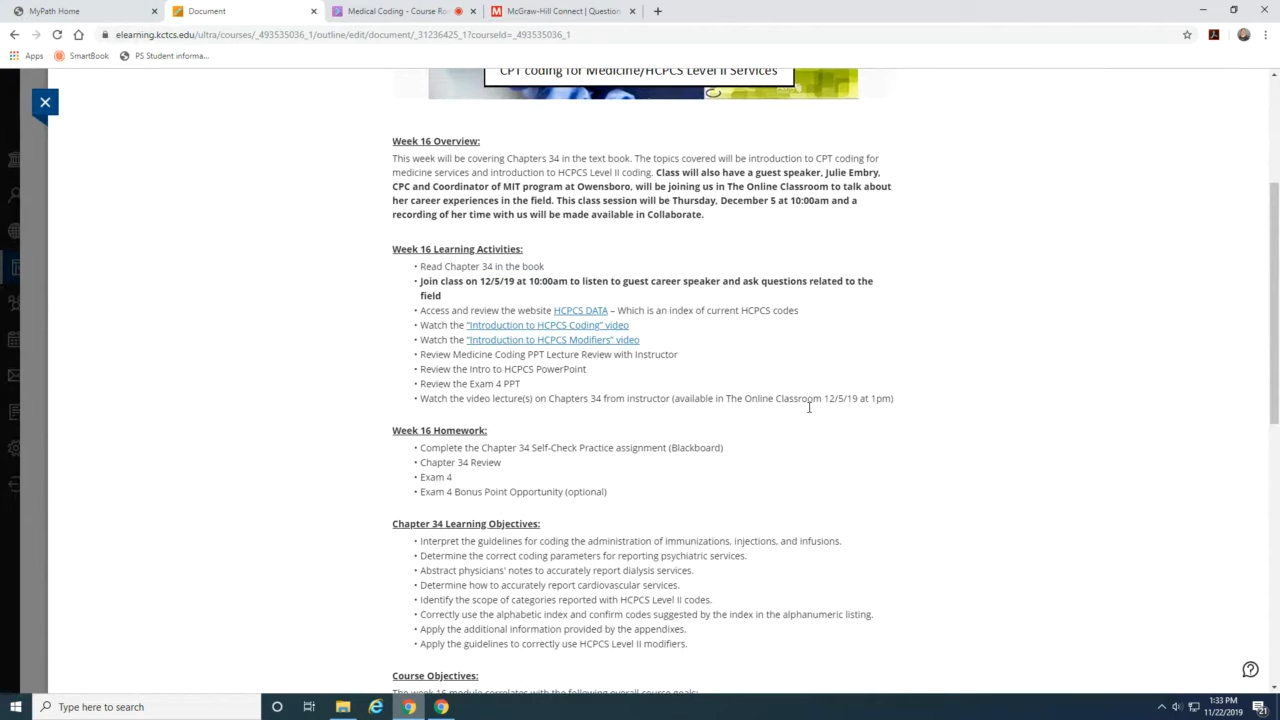 MyPath Home Page
Document
Medical Coding - Course Ro
McGraw-Hill Connect | Question
elearning.kctcs.edu/ultra/courses/_493535036_1/outline/edit/document/_31236425_1?courseId=_493535036_1
Apps
SmartBook
PS Student informa...
CPT coding for Medicine/HCPCS Level II Services
Week 16 Overview:
This week will be covering Chapters 34 in the text book. The topics covered will be introduction to CPT coding for
medicine services and introduction to HCPCS Level II coding. Class will also have a guest speaker, Julie Embry,
CPC and Coordinator of MIT program at Owensboro, will be joining us in The Online Classroom to talk about
her career experiences in the field. This class session will be Thursday, December 5 at 10:00am and a
recording of her time with us will be made available in Collaborate.
Week 16 Learning Activities:
• Read Chapter 34 in the book
• Join class on 12/5/19 at 10:00am to listen to guest career speaker and ask questions related to the
field
• Access and review the website HCPCS DATA – Which is an index of current HCPCS codes
• Watch the "Introduction to HCPCS Coding" video
• Watch the "Introduction to HCPCS Modifiers" video
• Review Medicine Coding PPT Lecture Review with Instructor
• Review the Intro to HCPCS PowerPoint
• Review the Exam 4 PPT
• Watch the video lecture(s) on Chapters 34 from instructor (available in The Online Classroom 12/5/19 at 1pm)
Week 16 Homework:
• Complete the Chapter 34 Self-Check Practice assignment (Blackboard)
• Chapter 34 Review
• Exam 4
• Exam 4 Bonus Point Opportunity (optional)
Chapter 34 Learning Objectives:
• Interpret the guidelines for coding the administration of immunizations, injections, and infusions.
• Determine the correct coding parameters for reporting psychiatric services.
• Abstract physicians' notes to accurately report dialysis services.
• Determine how to accurately report cardiovascular services.
• Identify the scope of categories reported with HCPCS Level II codes.
• Correctly use the alphabetic index and confirm codes suggested by the index in the alphanumeric listing.
• Apply the additional information provided by the appendixes.
• Apply the guidelines to correctly use HCPCS Level II modifiers.
Course Objectives:
The week 16 module correlates with the following overall course goals:
Type here to search
1:33 PM
11/22/2019
21